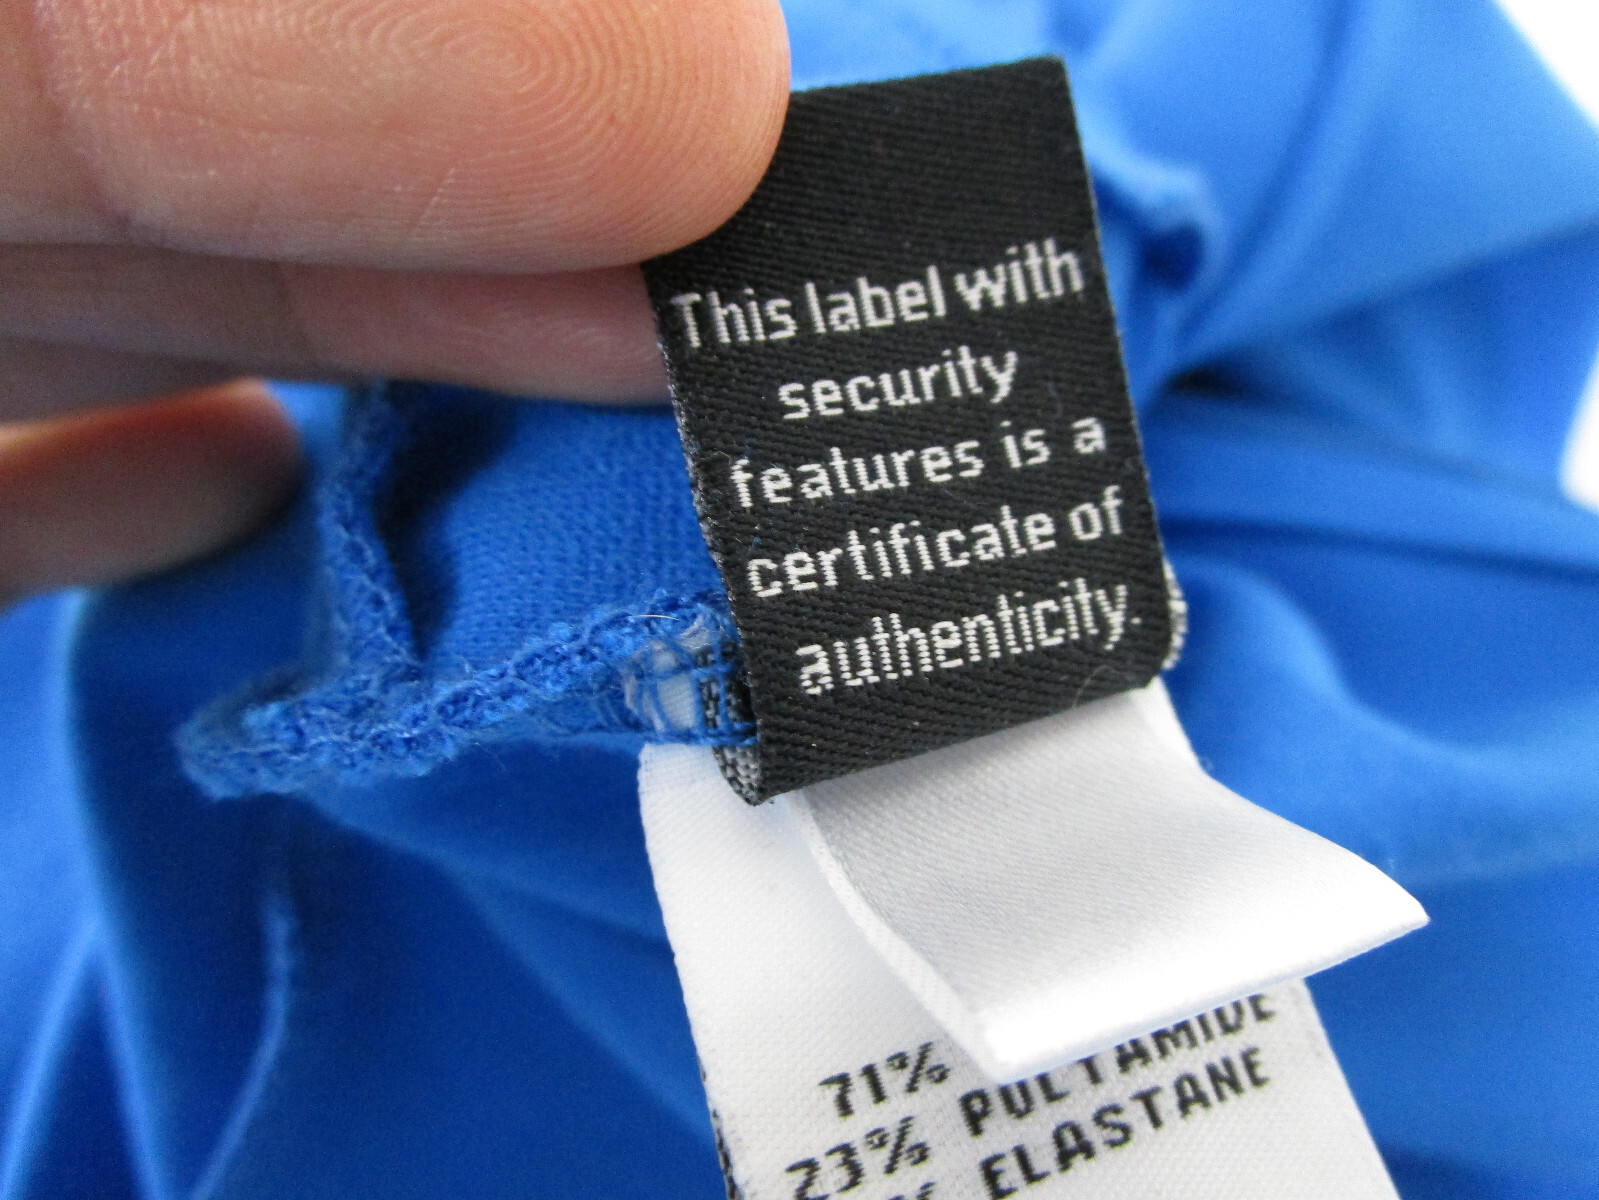 This label with
security
features is a
certificate of
authenticity.
71%
23% POLYAMIDE
% ELASTANE